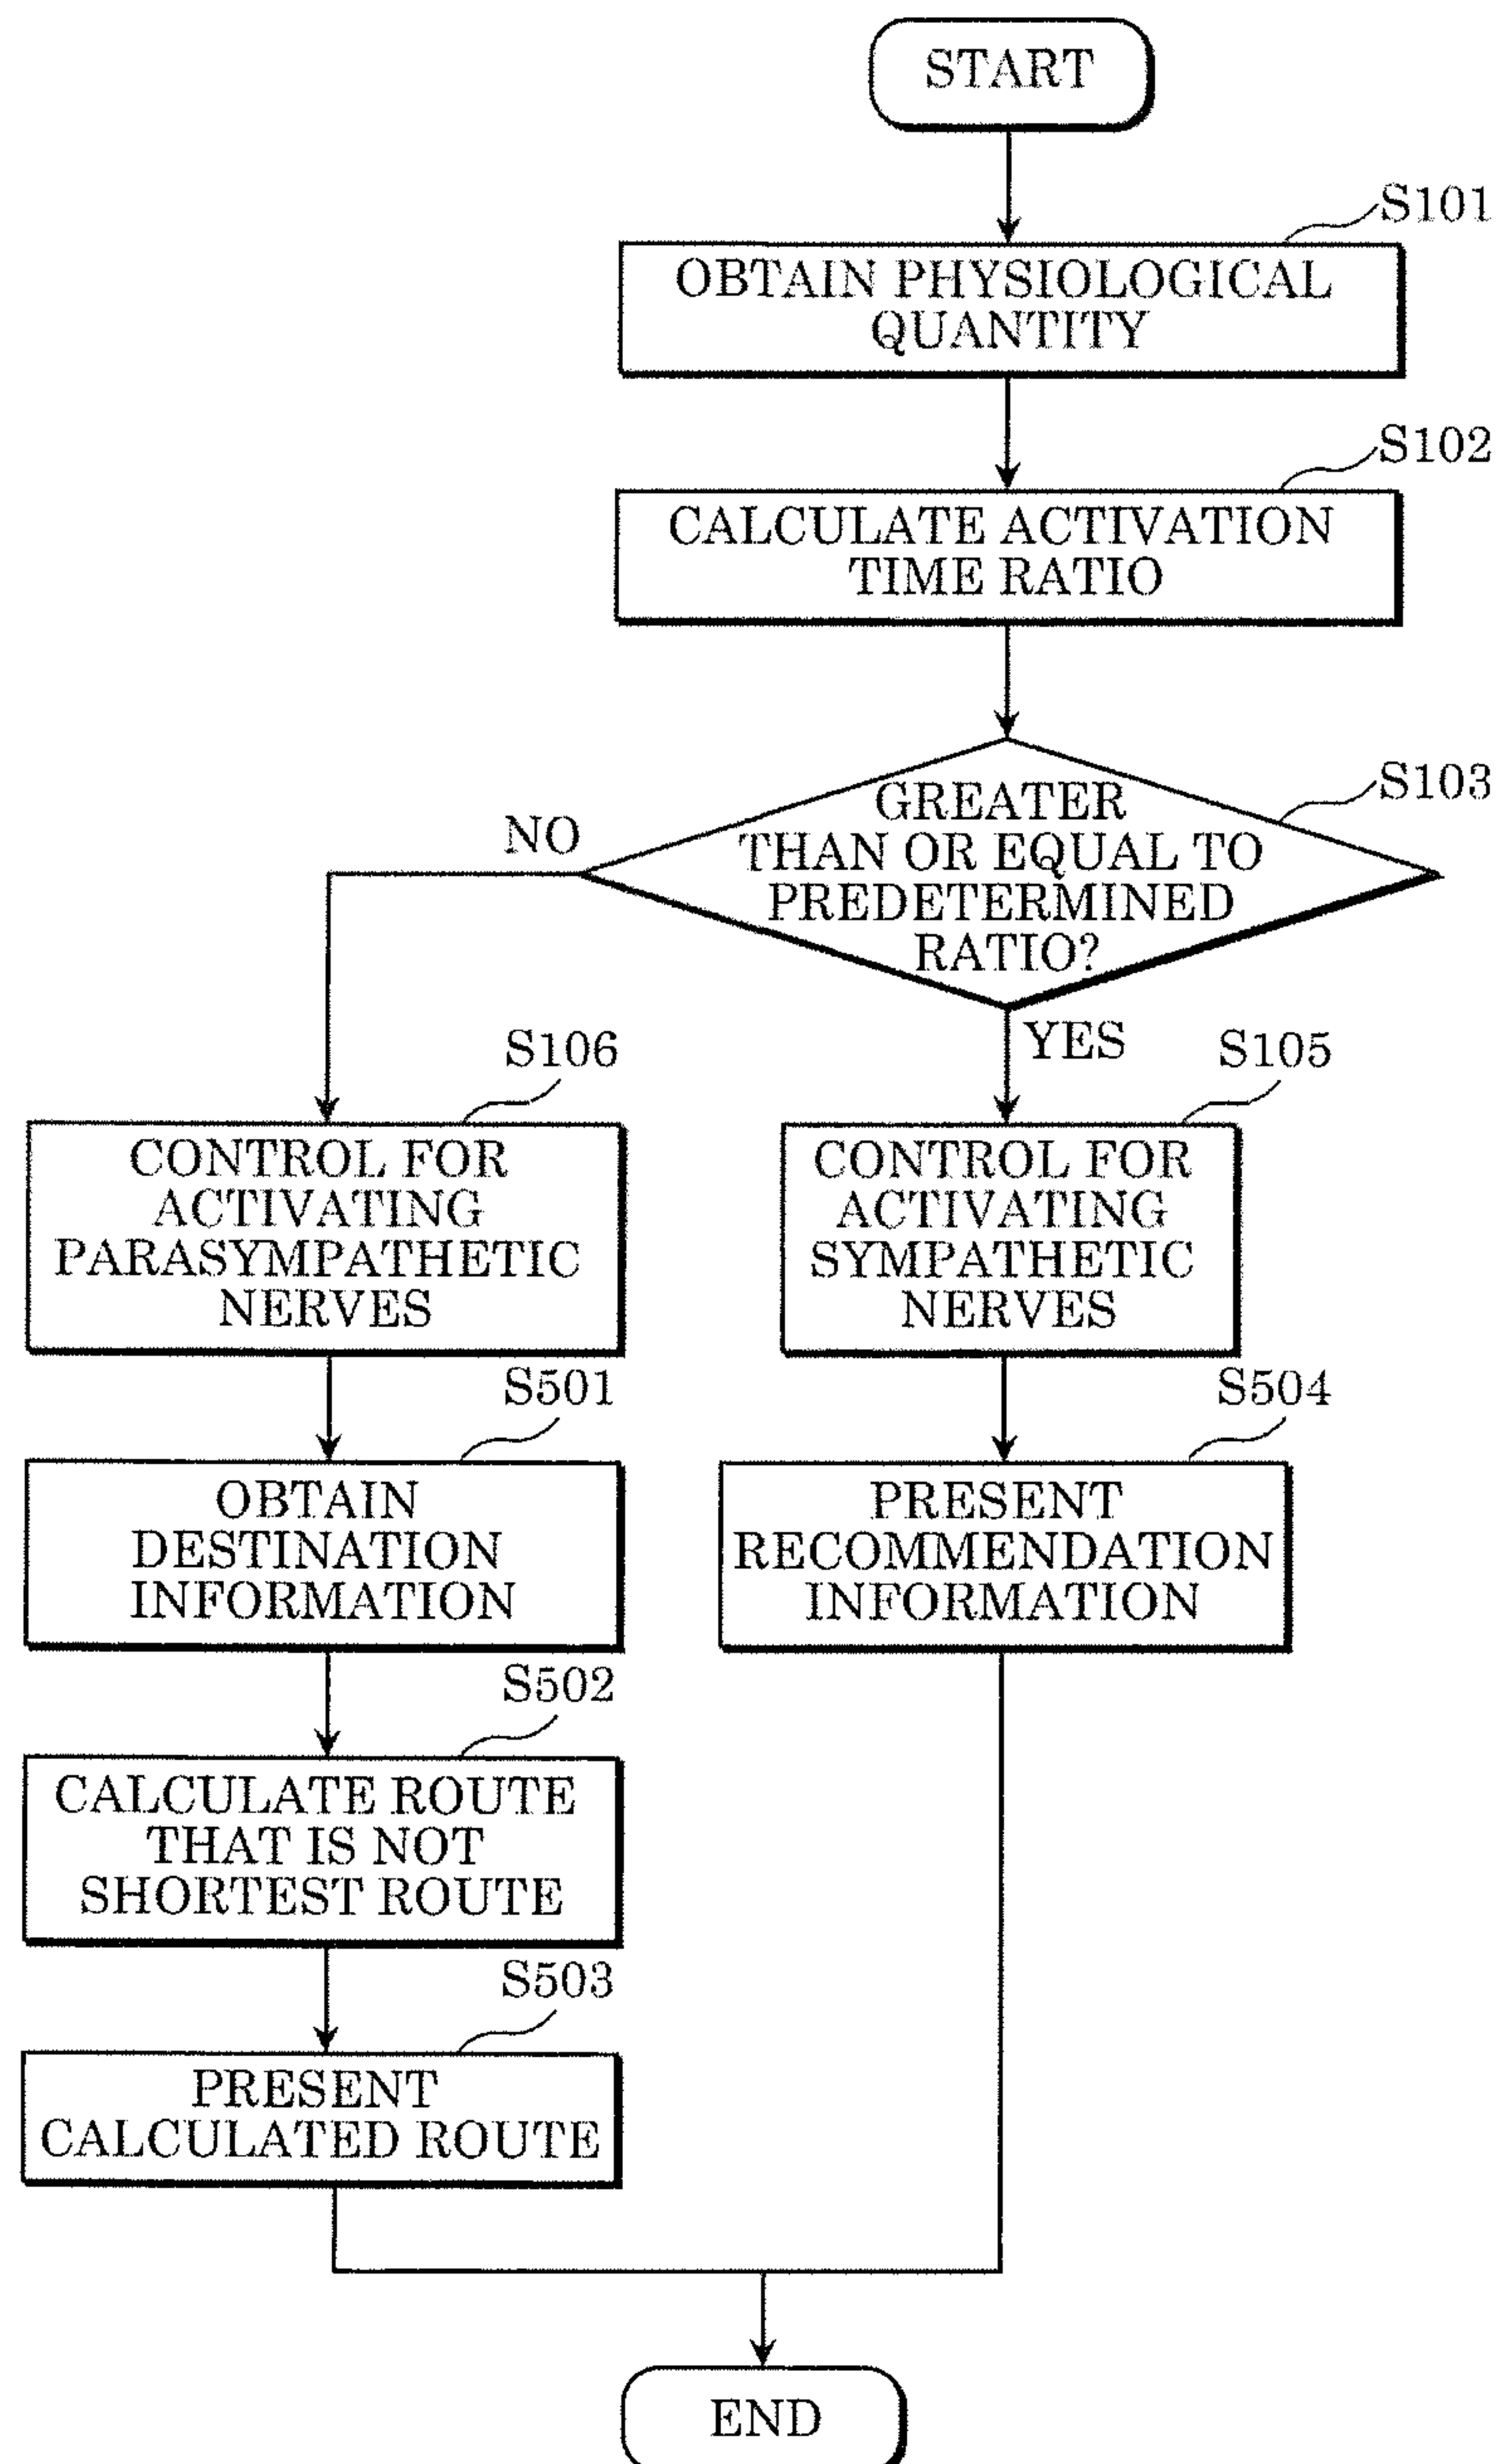 START
S101
OBTAIN PHYSIOLOGICAL
QUANTITY
S102
CALCULATE ACTIVATION
TIME RATIO
S103
GREATER
THAN OR EQUAL TO
PREDETERMINED
RATIO?
NO
YES
S106
CONTROL FOR
ACTIVATING
PARASYMPATHETIC
NERVES
S105
CONTROL FOR
ACTIVATING
SYMPATHETIC
NERVES
S501
OBTAIN
DESTINATION
INFORMATION
S504
PRESENT
RECOMMENDATION
INFORMATION
S502
CALCULATE ROUTE
THAT IS NOT
SHORTEST ROUTE
S503
PRESENT
CALCULATED ROUTE
END